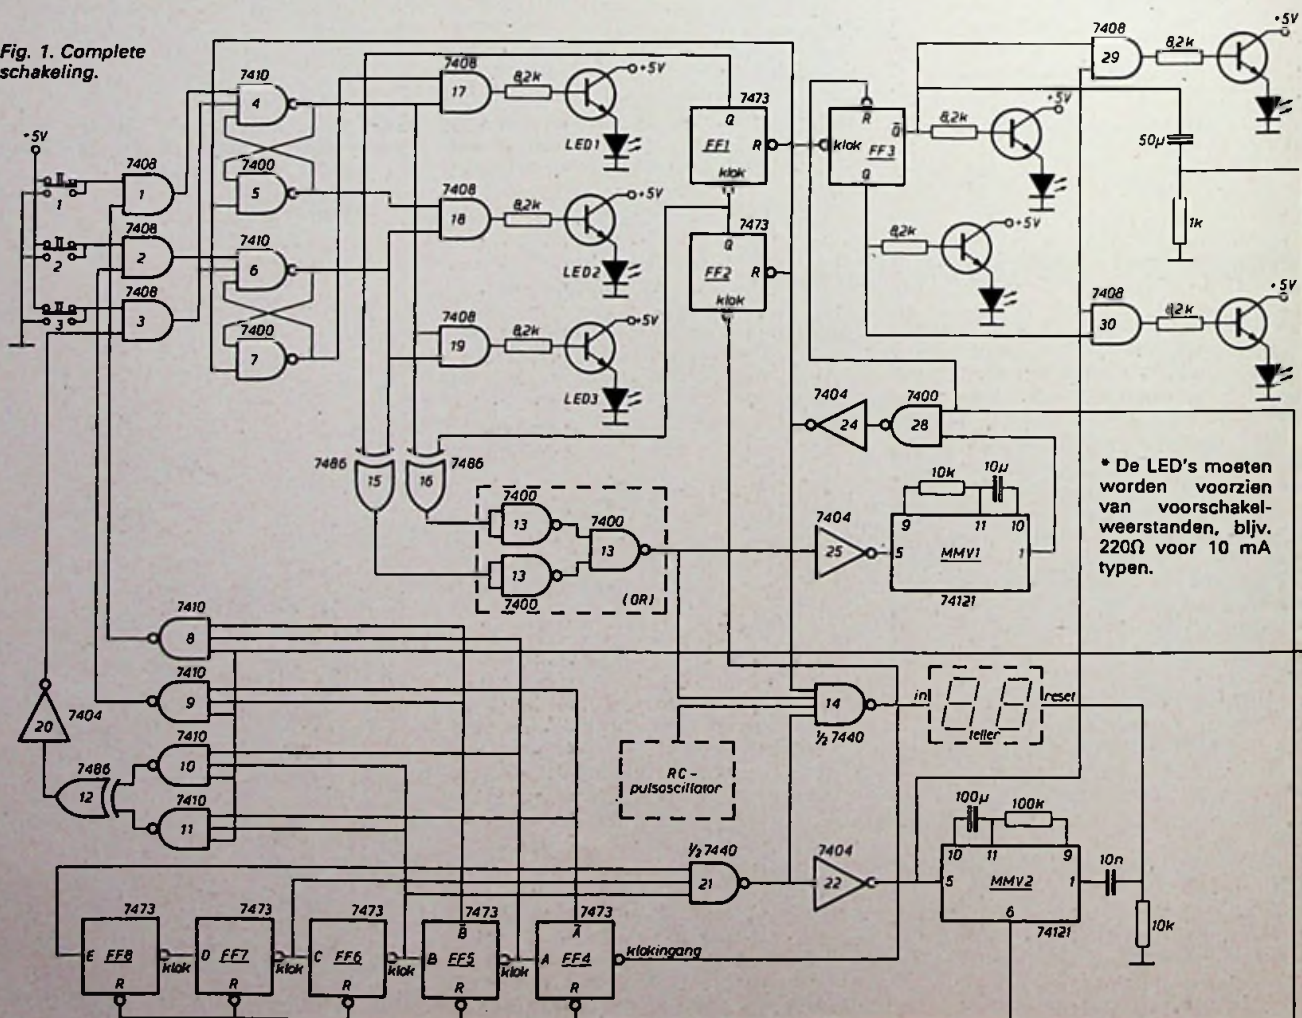 Fig. 1. Complete
schakeling.
+5V
1
2
3
7408
1
7408
2
7408
3
7410
4
7400
5
7410
6
7400
7
7408
17
8,2k
+5V
LED1
7408
18
8,2k
+5V
LED2
7408
19
8,2k
+5V
LED3
7473
Q
FF1
R
klok
7473
Q
FF2
R
klok
R
klok
FF3
Q̄
Q
8,2k
+5V
8,2k
+5V
7408
29
8,2k
+5V
50µ
1k
7408
30
8,2k
+5V
7486
15
16
7486
7400
13
7400
13
13
7400
(OR)
7404
24
7400
28
7404
25
10k
10µ
9
11
10
5
MMV1
1
74121
* De LED's moeten
worden voorzien
van voorschakel-
weerstanden, bijv.
220Ω voor 10 mA
typen.
7410
8
7410
9
7410
10
7410
11
20
7404
7486
12
14
½ 7440
RC-
pulsoscillator
in
88
teller
reset
½ 7440
21
7404
22
100µ
100k
10
11
9
5
MMV2
1
6
74121
10n
10k
7473
E
FF8
R
klok
7473
D
FF7
R
klok
7473
C
FF6
R
klok
7473
B̄
B
FF5
R
klok
7473
Ā
A
FF4
R
klokingang